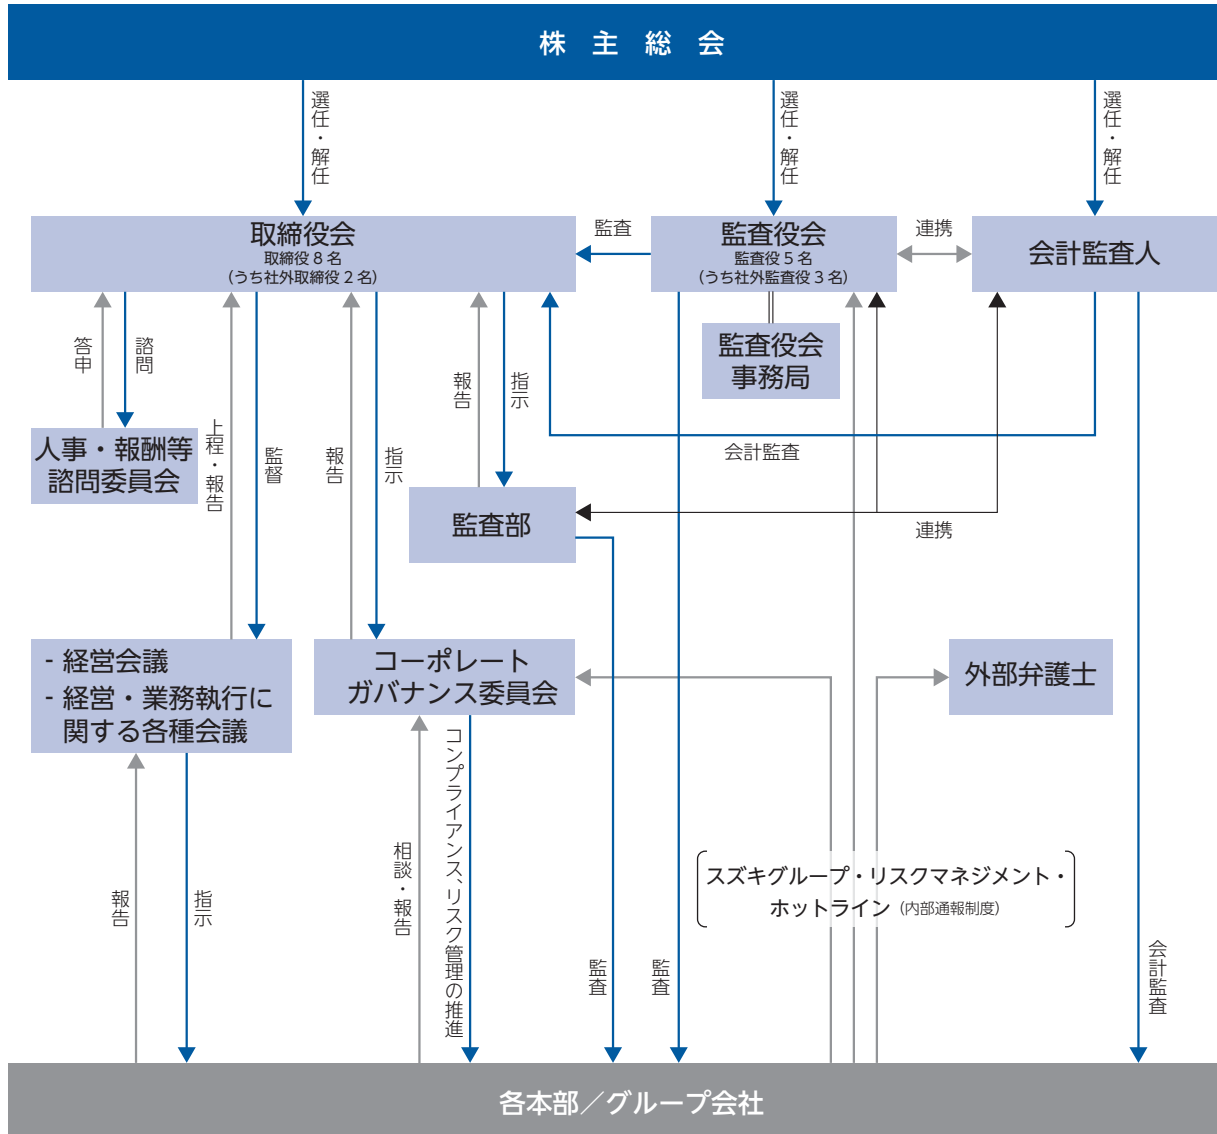 株 主 総 会
選任・解任
選任・解任
選任・解任
取締役会
取締役８名
（うち社外取締役２名）
監査
監査役会
監査役５名
（うち社外監査役３名）
連携
会計監査人
監査役会
事務局
答申
諮問
上程・報告
監督
報告
指示
報告
指示
会計監査
人事・報酬等
諮問委員会
監査部
連携
- 経営会議
- 経営・業務執行に
関する各種会議
コーポレート
ガバナンス委員会
外部弁護士
報告
指示
相談・報告
コンプライアンス、リスク管理の推進
監査
監査
スズキグループ・リスクマネジメント・
ホットライン（内部通報制度）
会計監査
各本部／グループ会社